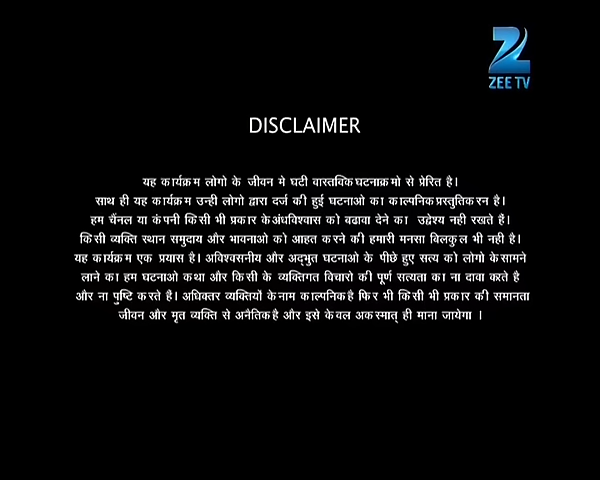 ZEE TV
DISCLAIMER
यह कार्यक्रम लोगो के जीवन मे घटी वास्तविक घटनाक्रमो से प्रेरित है।
साथ ही यह कार्यक्रम उन्ही लोगो द्वारा दर्ज की हुई घटनाओ का काल्पनिक प्रस्तुतिकरन है।
हम चैंनल या कंपनी किसी भी प्रकार के अंधविश्वास को बढावा देने का उद्देश्य नही रखते हैं।
किसी व्यक्ति स्थान समुदाय और भावनाओ को आहत करने की हमारी मनसा बिलकुल भी नही है।
यह कार्यक्रम एक प्रयास है। अविश्वसनीय और अद्भुत घटनाओ के पीछे हुए सत्य को लोगो के सामने
लाने का। हम घटनाओ कथा और किसी के व्यक्तिगत विचारो की पूर्ण सत्यता का ना दावा करते है
और ना पुष्टि करते है। अधिक्तर व्यक्तियों के नाम काल्पनिक है फिर भी किसी भी प्रकार की समानता
जीवन और मृत व्यक्ति से अनैतिक है और इसे केवल अकस्मात् ही माना जायेगा ।